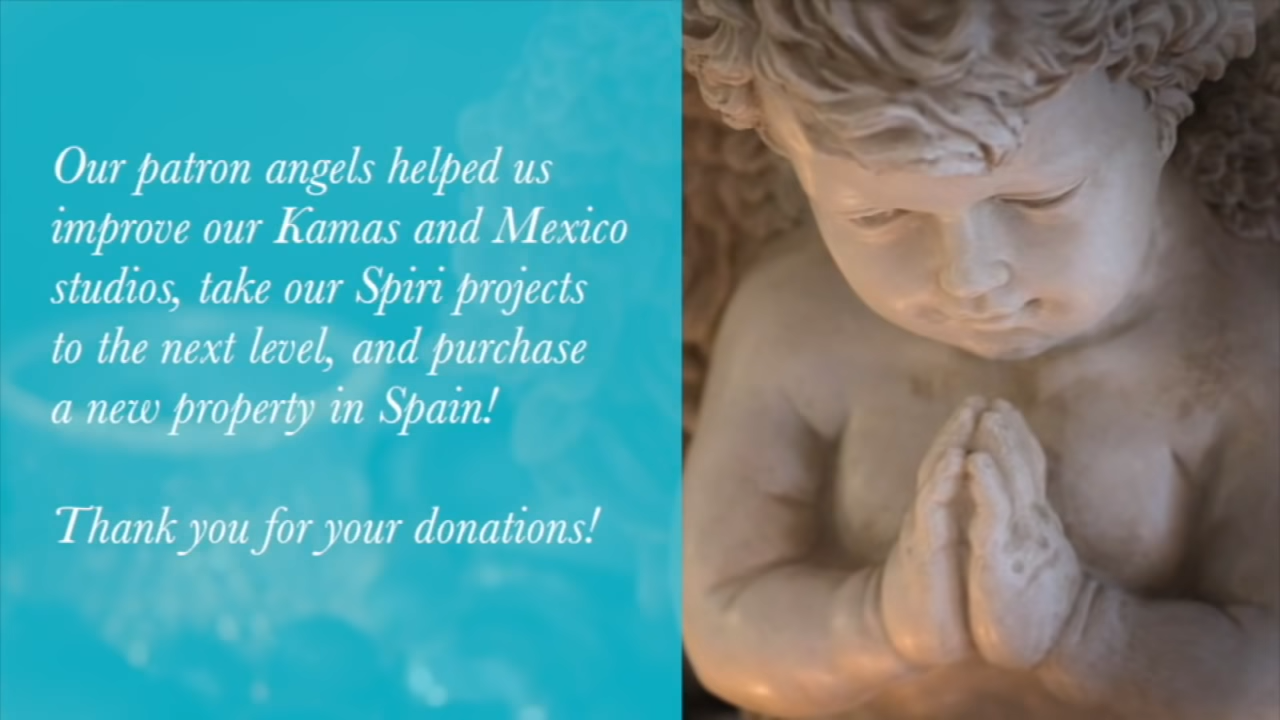 Our patron angels helped us
improve our Kamas and Mexico
studios, take our Spiri projects
to the next level, and purchase
a new property in Spain!
Thank you for your donations!